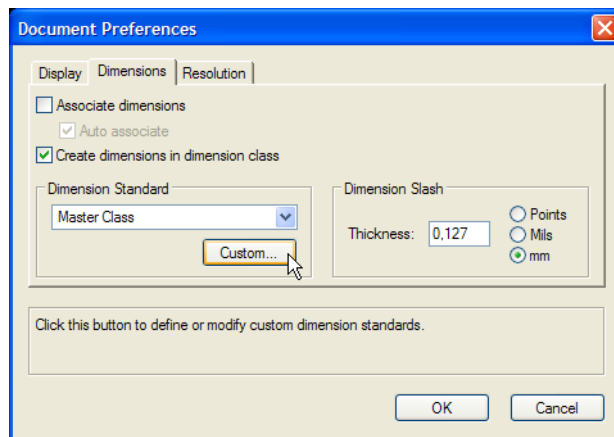 Document Preferences
Display Dimensions Resolution
Associate dimensions
Auto associate
Create dimensions in dimension class
Dimension Standard
Master Class
Custom...
Dimension Slash
Thickness: 0,127
Points
Mils
mm
Click this button to define or modify custom dimension standards.
OK Cancel